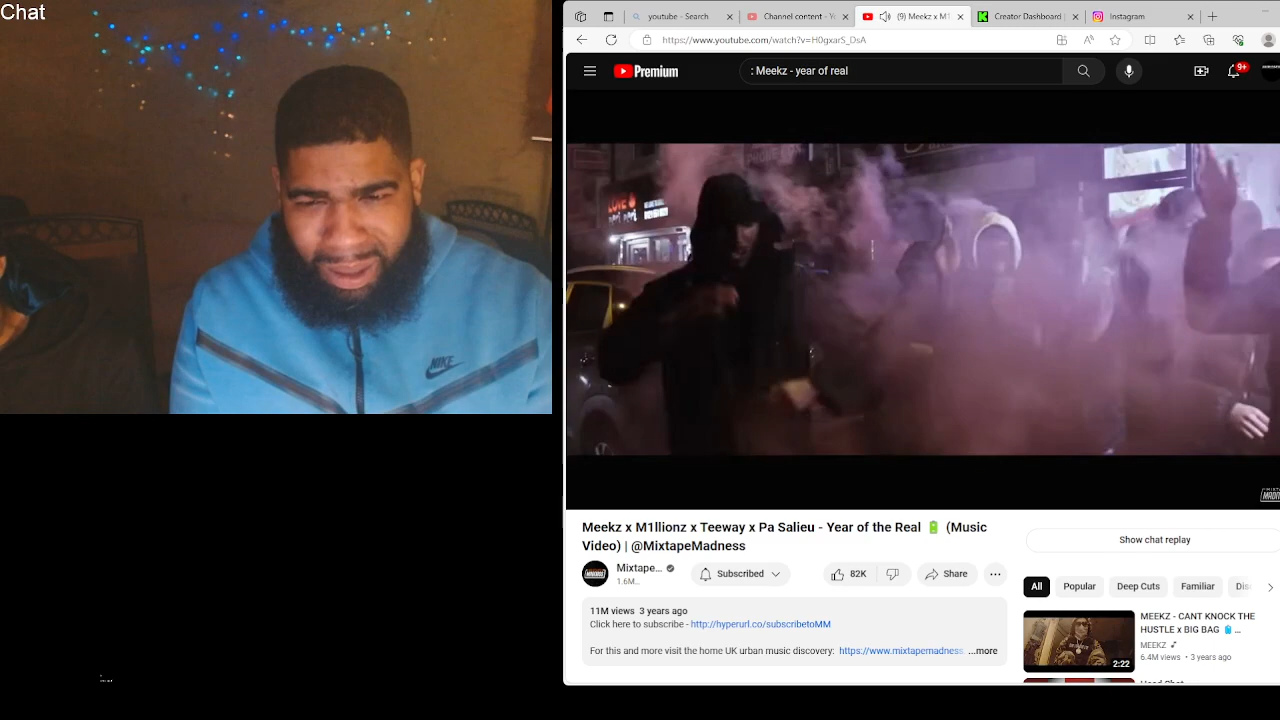 Chat
NIKE
youtube - Search
Channel content - Y
(9) Meekz x M1
Creator Dashboard |
Instagram
https://www.youtube.com/watch?v=H0gxarS_DsA
Premium
: Meekz - year of real
9+
LOVE
peri peri
Meekz x M1llionz x Teeway x Pa Salieu - Year of the Real 🔋 (Music
Video) | @MixtapeMadness
Mixtape...
1.6M...
Subscribed
82K
Share
Show chat replay
All
Popular
Deep Cuts
Familiar
11M views 3 years ago
Click here to subscribe - http://hyperurl.co/subscribetoMM
For this and more visit the home UK urban music discovery: https://www.mixtapemadness. ...more
MEEKZ - CANT KNOCK THE
HUSTLE x BIG BAG 🧳 ...
MEEKZ
6.4M views • 3 years ago
2:22